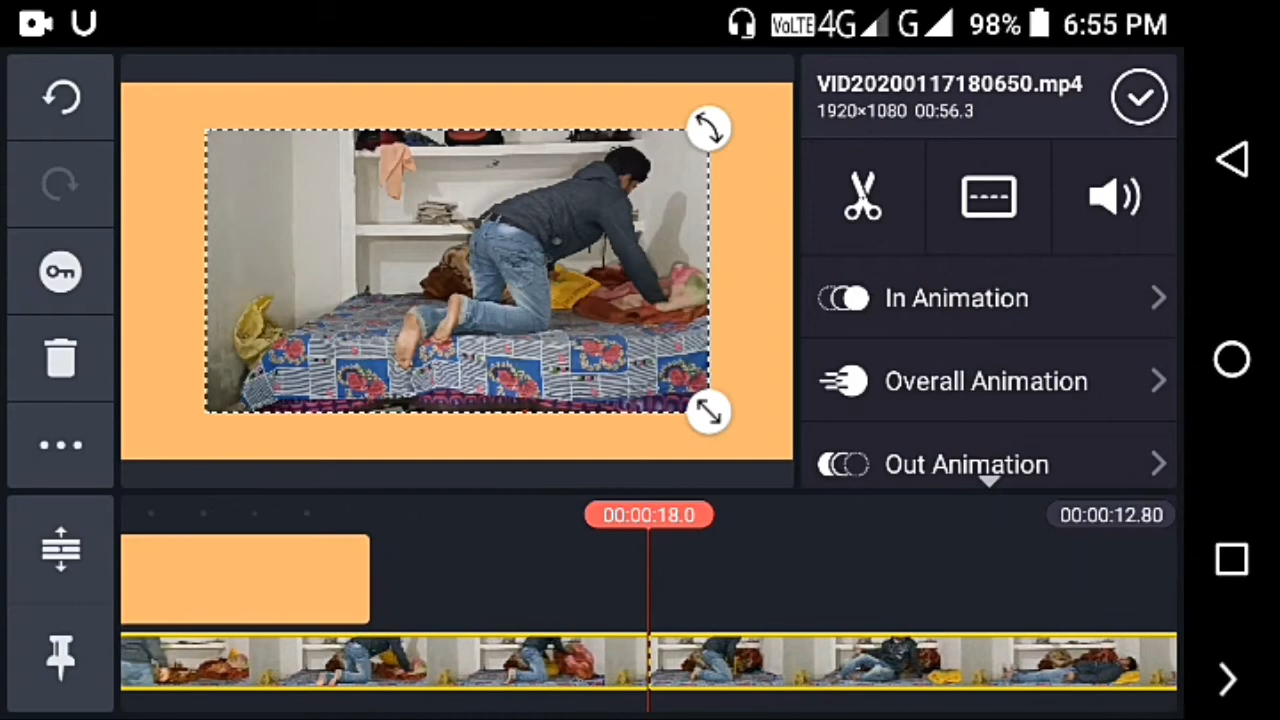 VoLTE 4G G 98% 6:55 PM
VID20200117180650.mp4
1920×1080 00:56.3
In Animation
Overall Animation
Out Animation
00:00:18.0
00:00:12.80